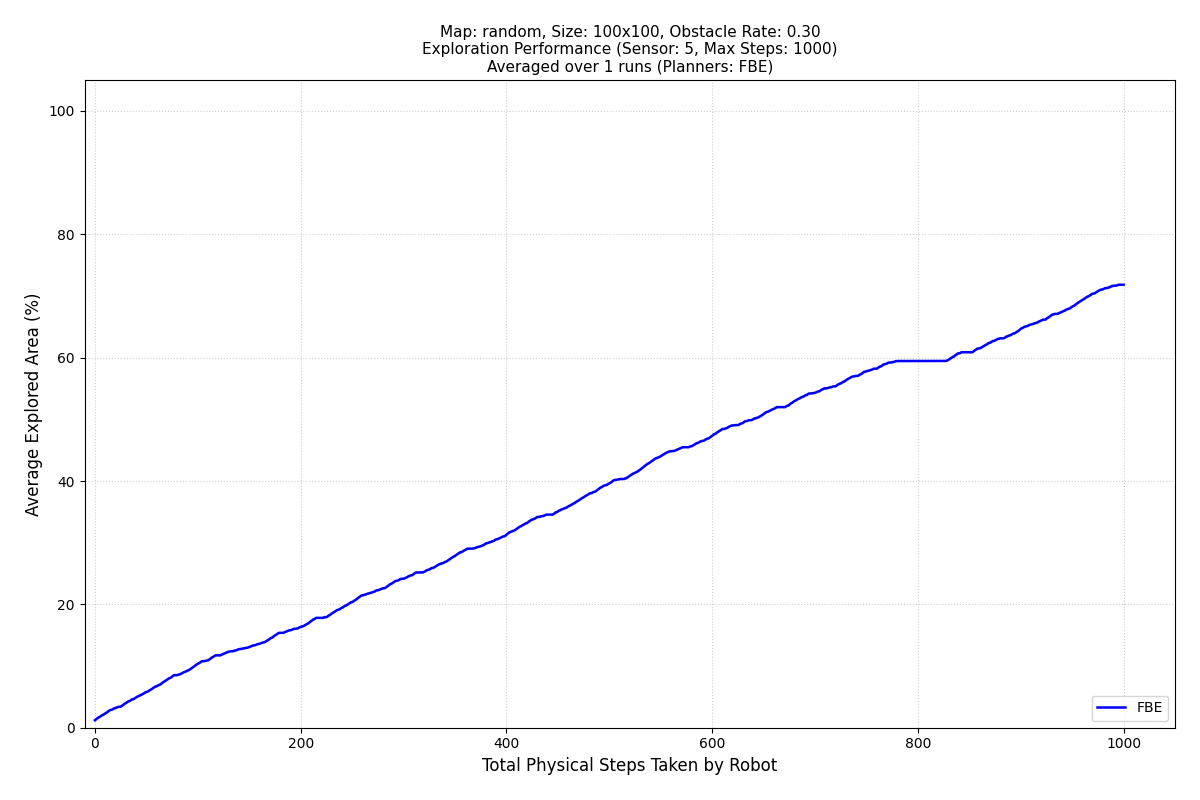 Map: random, Size: 100x100, Obstacle Rate: 0.30
Exploration Performance (Sensor: 5, Max Steps: 1000)
Averaged over 1 runs (Planners: FBE)
Average Explored Area (%)
100
80
60
40
20
0
0 200 400 600 800 1000
Total Physical Steps Taken by Robot
FBE